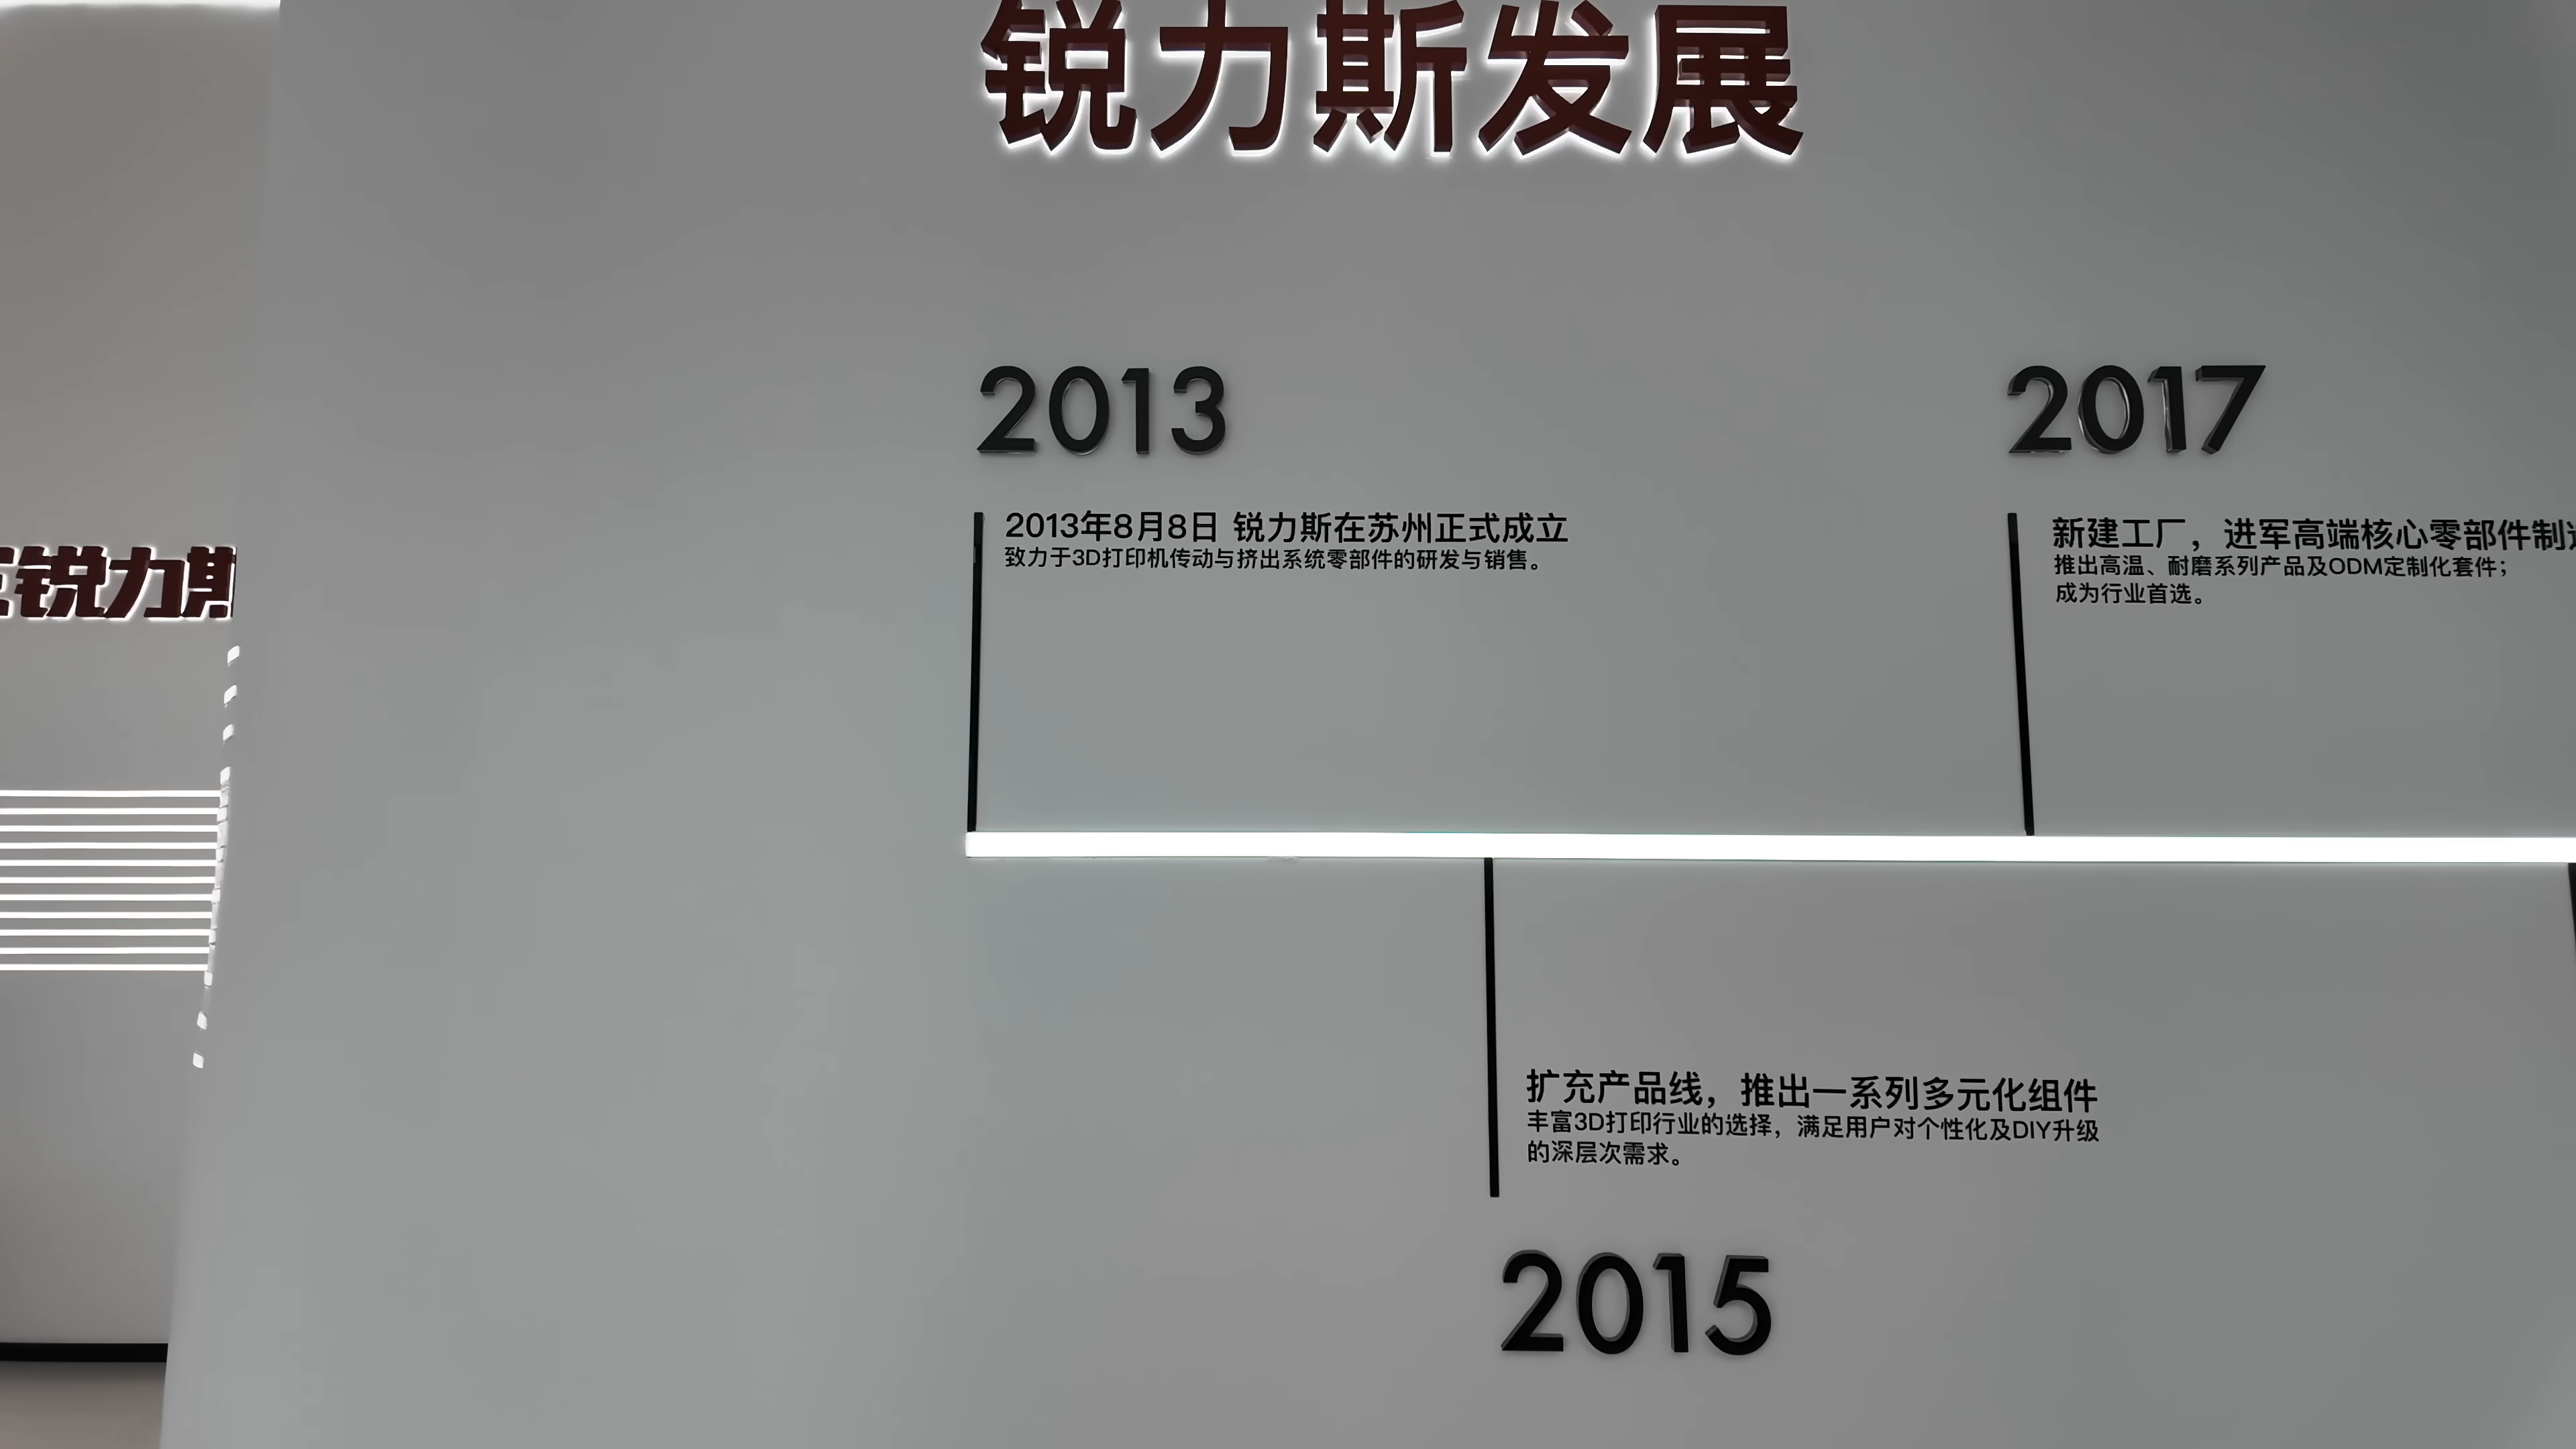 锐力斯发展
2013
2013年8月8日 锐力斯在苏州正式成立
致力于3D打印机传动与挤出系统零部件的研发与销售。
2017
新建工厂，进军高端核心零部件制造
推出高温、耐磨系列产品及ODM定制化套件；
成为行业首选。
锐力斯
扩充产品线，推出一系列多元化组件
丰富3D打印行业的选择，满足用户对个性化及DIY升级
的深层次需求。
2015